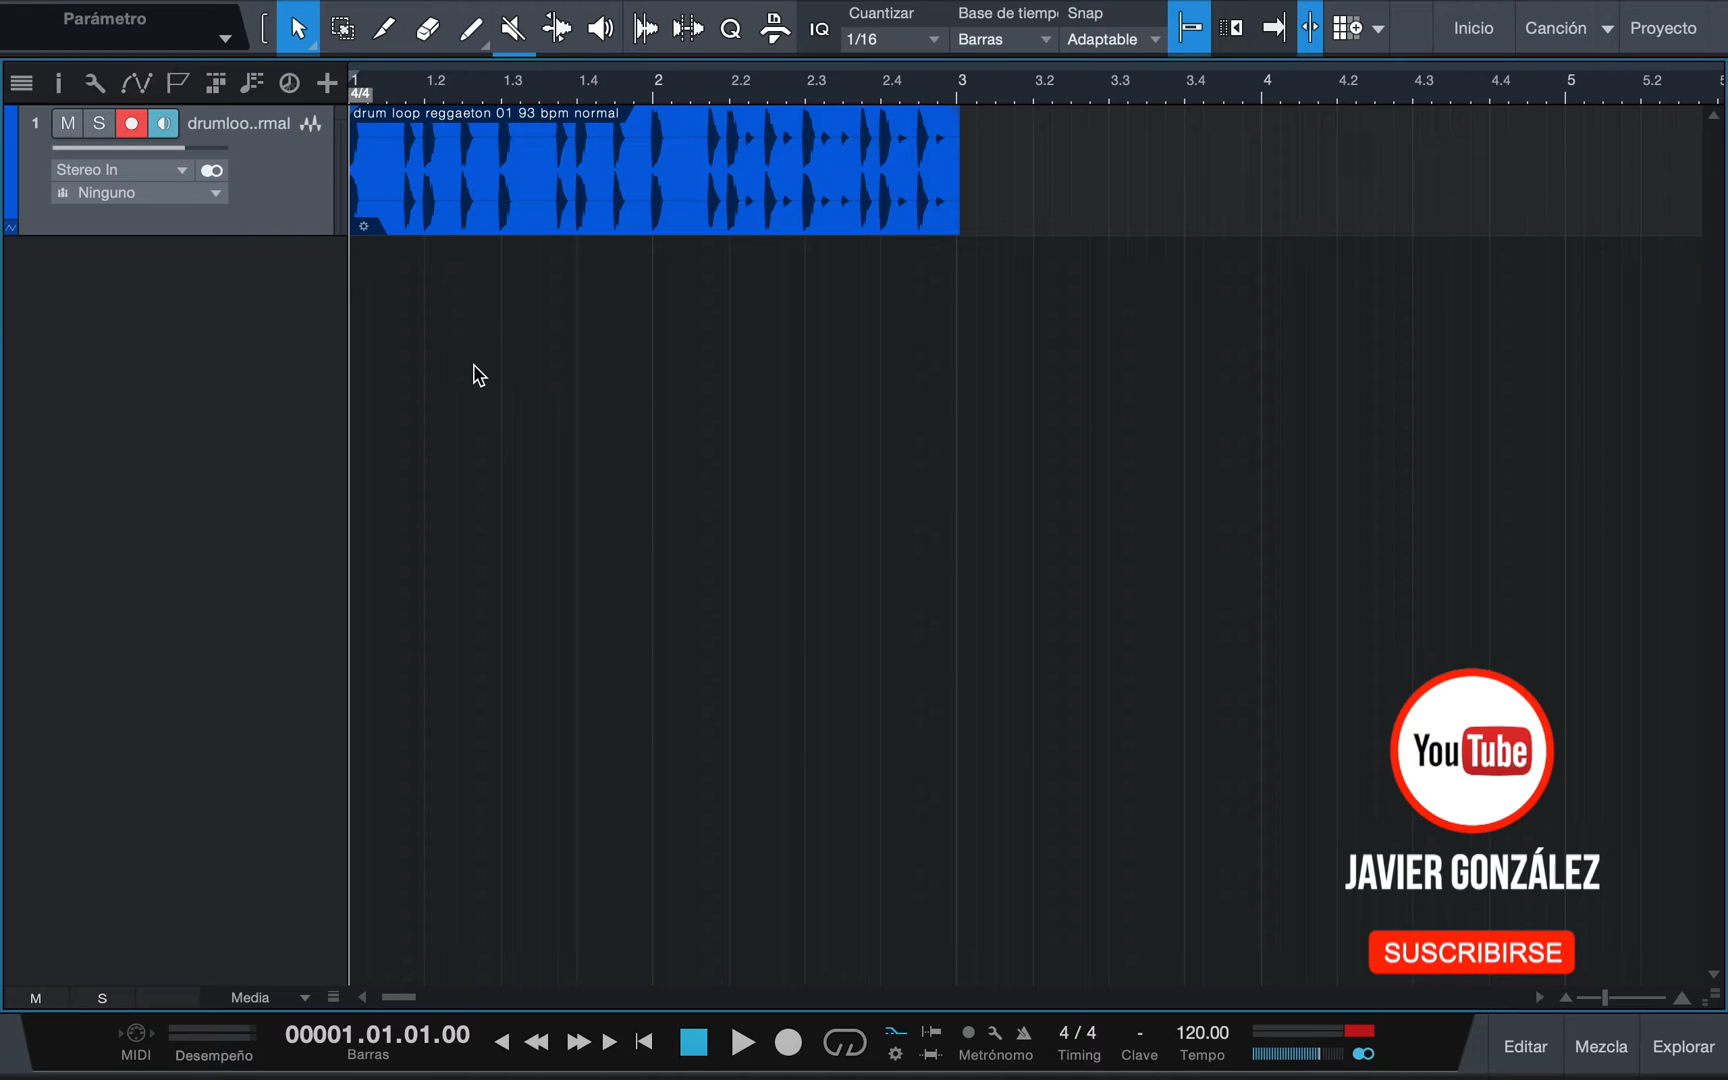 Parámetro
Cuantizar
Base de tiempo
Snap
IQ
1/16
Barras
Adaptable
Inicio
Canción
Proyecto
1 1.2 1.3 1.4 2 2.2 2.3 2.4 3 3.2 3.3 3.4 4 4.2 4.3 4.4 5 5.2
4/4
1 M S drumloo..rmal
drum loop reggaeton 01 93 bpm normal
Stereo In
Ninguno
You Tube
JAVIER GONZÁLEZ
SUSCRIBIRSE
M S Media
MIDI
Desempeño
00001.01.01.00
Barras
Metrónomo
4 / 4
Timing
-
Clave
120.00
Tempo
Editar
Mezcla
Explorar